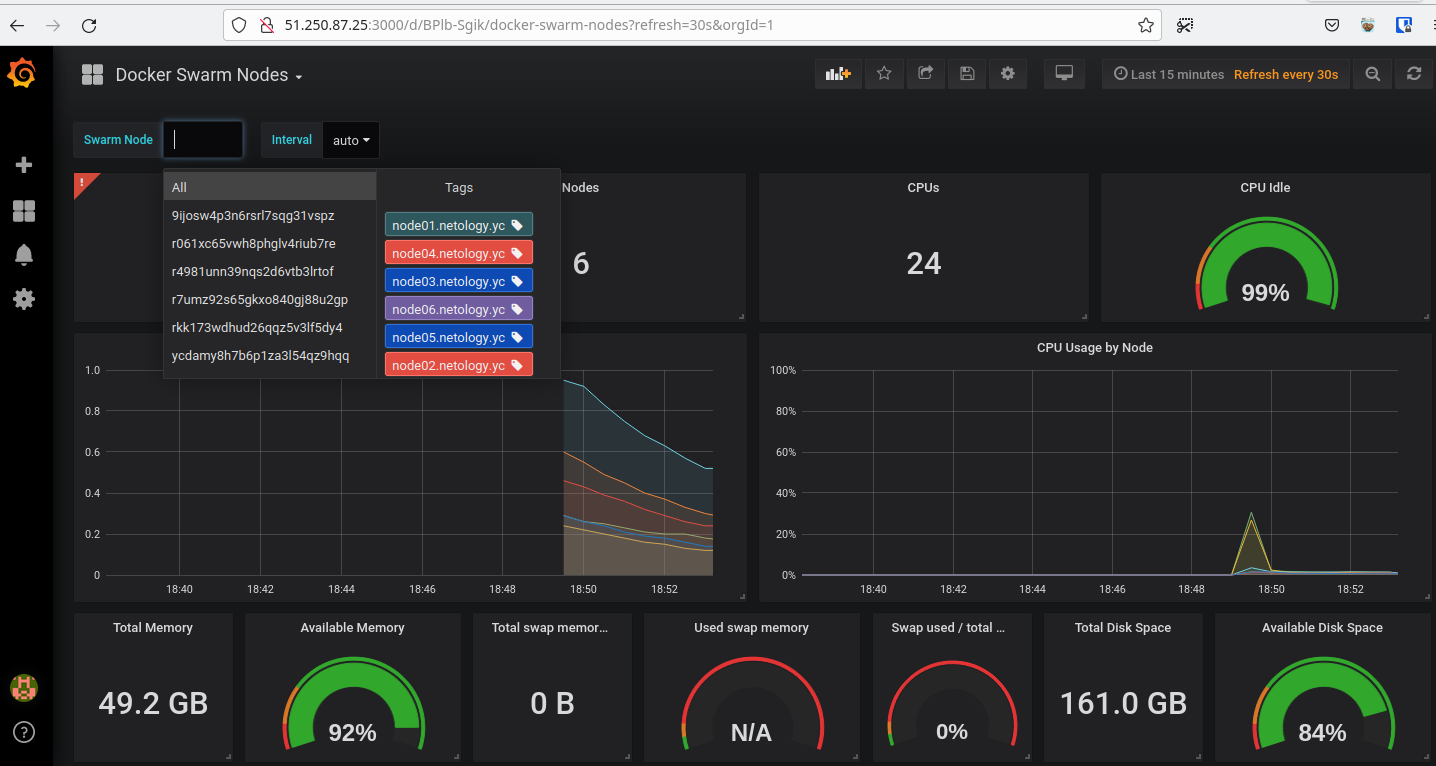 51.250.87.25:3000/d/BPlb-Sgik/docker-swarm-nodes?refresh=30s&orgId=1
Docker Swarm Nodes
Last 15 minutes Refresh every 30s
Swarm Node
Interval auto
All
9ijosw4p3n6rsrl7sqg31vspz
r061xc65vwh8phglv4riub7re
r4981unn39nqs2d6vtb3lrtof
r7umz92s65gkxo840gj88u2gp
rkk173wdhud26qqz5v3lf5dy4
ycdamy8h7b6p1za3l54qz9hqq
Tags
node01.netology.yc
node04.netology.yc
node03.netology.yc
node06.netology.yc
node05.netology.yc
node02.netology.yc
!
Nodes
6
CPUs
24
CPU Idle
99%
1.0
0.8
0.6
0.4
0.2
0
18:40 18:42 18:44 18:46 18:48 18:50 18:52
CPU Usage by Node
100%
80%
60%
40%
20%
0%
18:40 18:42 18:44 18:46 18:48 18:50 18:52
Total Memory
49.2 GB
Available Memory
92%
Total swap memor...
0 B
Used swap memory
N/A
Swap used / total ...
0%
Total Disk Space
161.0 GB
Available Disk Space
84%